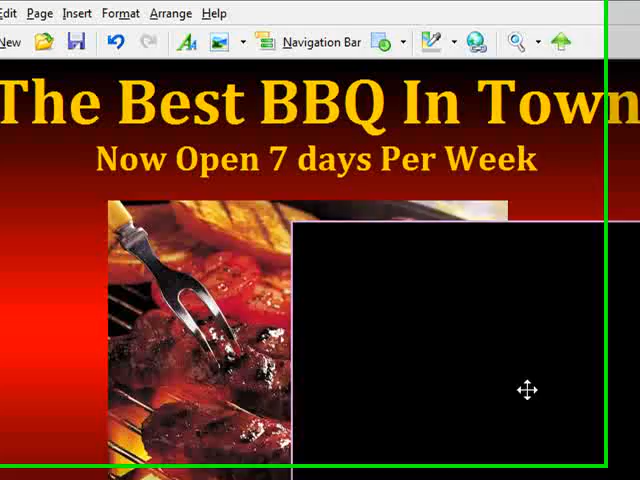 Edit Page Insert Format Arrange Help
New Navigation Bar
The Best BBQ In Town
Now Open 7 days Per Week